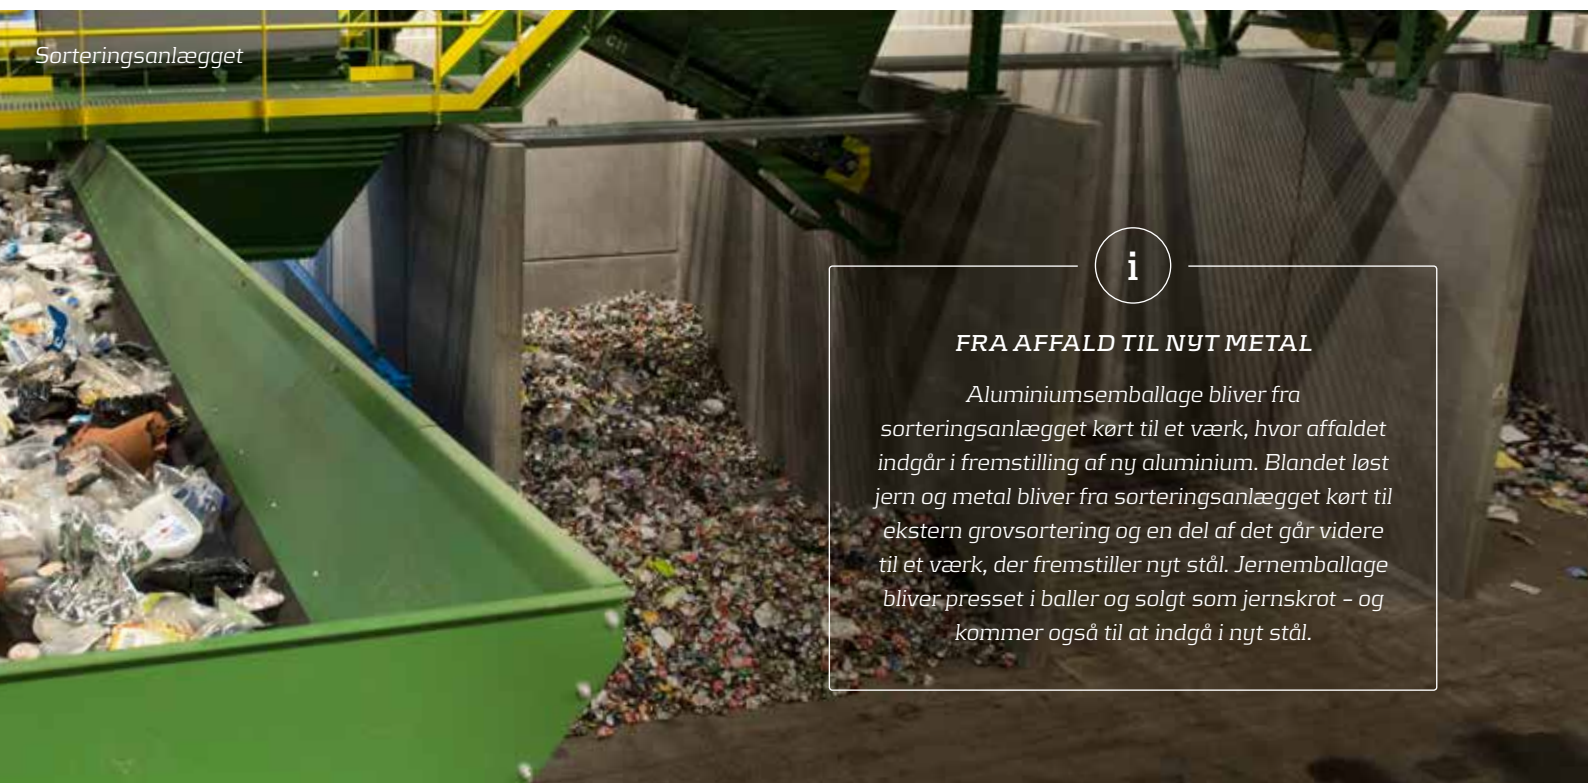 Sorteringsanlægget
C11
i
FRA AFFALD TIL NYT METAL
Aluminiumsemballage bliver fra
sorteringsanlægget kørt til et værk, hvor affaldet
indgår i fremstilling af ny aluminium. Blandet løst
jern og metal bliver fra sorteringsanlægget kørt til
ekstern grovsortering og en del af det går videre
til et værk, der fremstiller nyt stål. Jernemballage
bliver presset i baller og solgt som jernskrot – og
kommer også til at indgå i nyt stål.